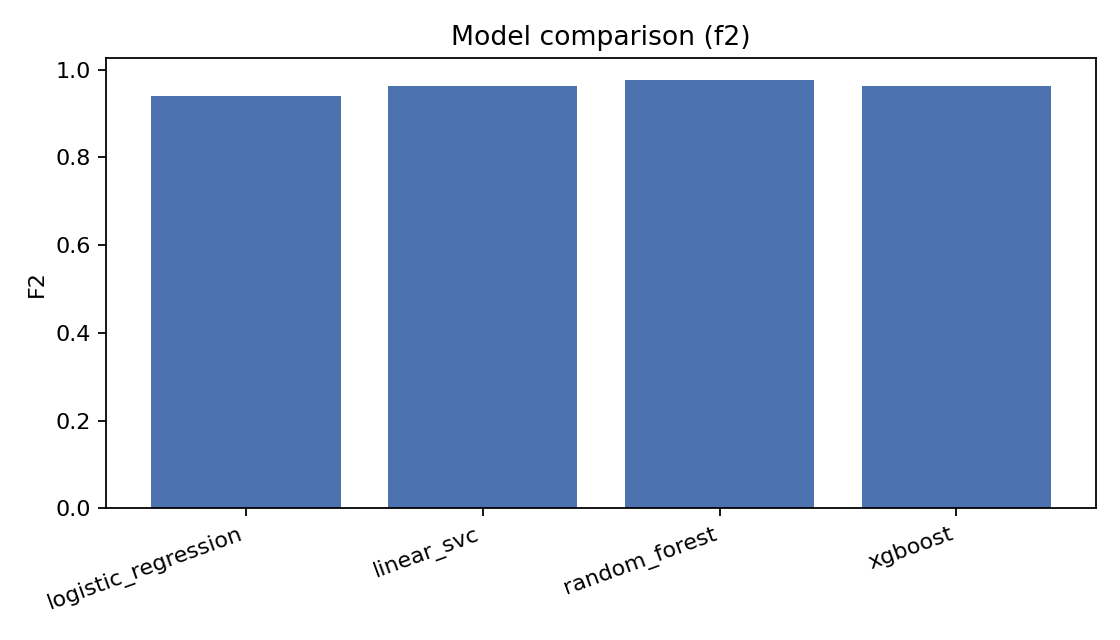 Model comparison (f2)
1.0
0.8
0.6
0.4
0.2
0.0
F2
logistic_regression
linear_svc
random_forest
xgboost